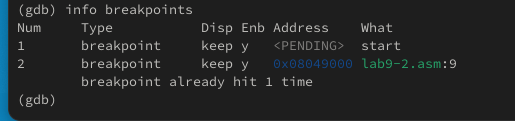 (gdb) info breakpoints
Num     Type           Disp Enb Address    What
1       breakpoint     keep y   <PENDING>  start
2       breakpoint     keep y   0x08049000 lab9-2.asm:9
        breakpoint already hit 1 time
(gdb)